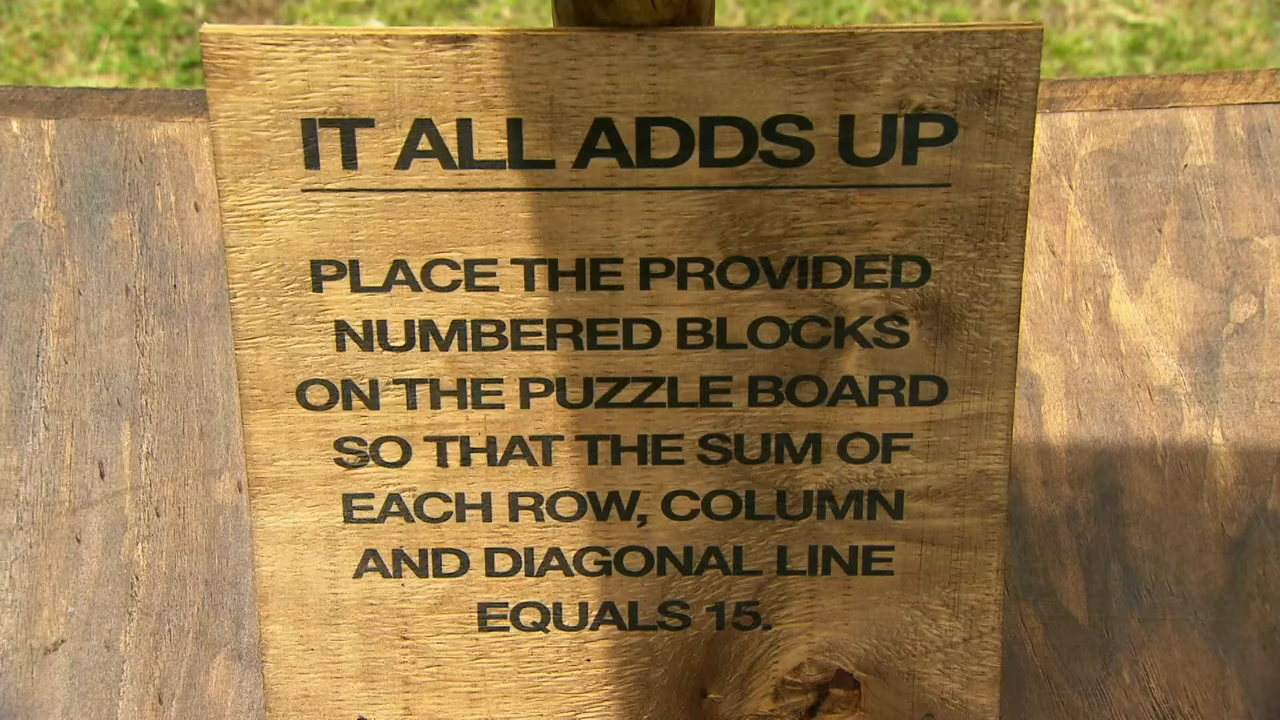 IT ALL ADDS UP
PLACE THE PROVIDED
NUMBERED BLOCKS
ON THE PUZZLE BOARD
SO THAT THE SUM OF
EACH ROW, COLUMN
AND DIAGONAL LINE
EQUALS 15.